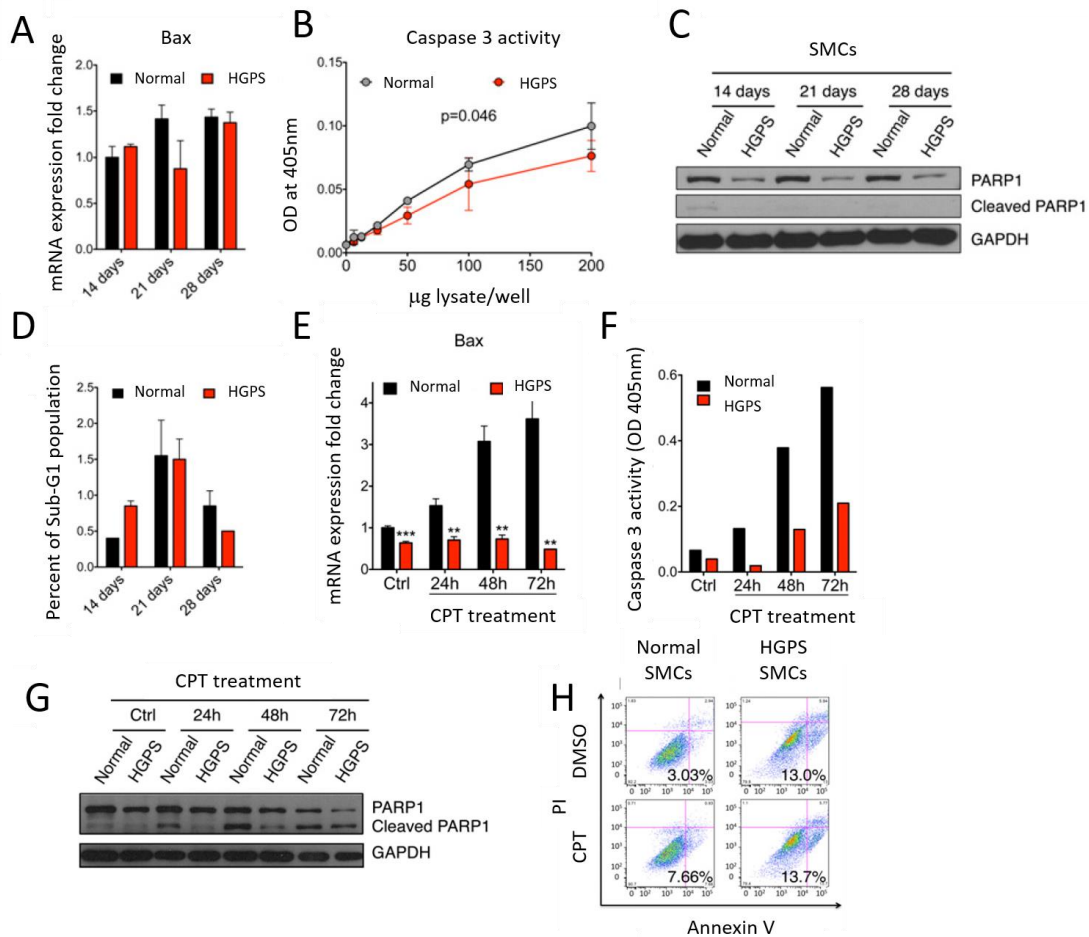 A
Bax
mRNA expression fold change
2.0
1.5
1.0
0.5
0.0
Normal
HGPS
14 days
21 days
28 days
B
Caspase 3 activity
OD at 405nm
0.15
0.10
0.05
0.00
Normal
HGPS
p=0.046
0
50
100
200
µg lysate/well
C
SMCs
14 days
21 days
28 days
Normal
HGPS
Normal
HGPS
Normal
HGPS
PARP1
Cleaved PARP1
GAPDH
D
Percent of Sub-G1 population
2.5
2.0
1.5
1.0
0.5
0.0
Normal
HGPS
14 days
21 days
28 days
E
Bax
mRNA expression fold change
4
3
2
1
0
Normal
HGPS
***
**
**
**
Ctrl
24h
48h
72h
CPT treatment
F
Caspase 3 activity (OD 405nm)
0.6
0.4
0.2
0.0
Normal
HGPS
Ctrl
24h
48h
72h
CPT treatment
G
CPT treatment
Ctrl
24h
48h
72h
Normal
HGPS
Normal
HGPS
Normal
HGPS
Normal
HGPS
PARP1
Cleaved PARP1
GAPDH
H
Normal
SMCs
HGPS
SMCs
DMSO
3.03%
13.0%
PI
CPT
7.66%
13.7%
Annexin V